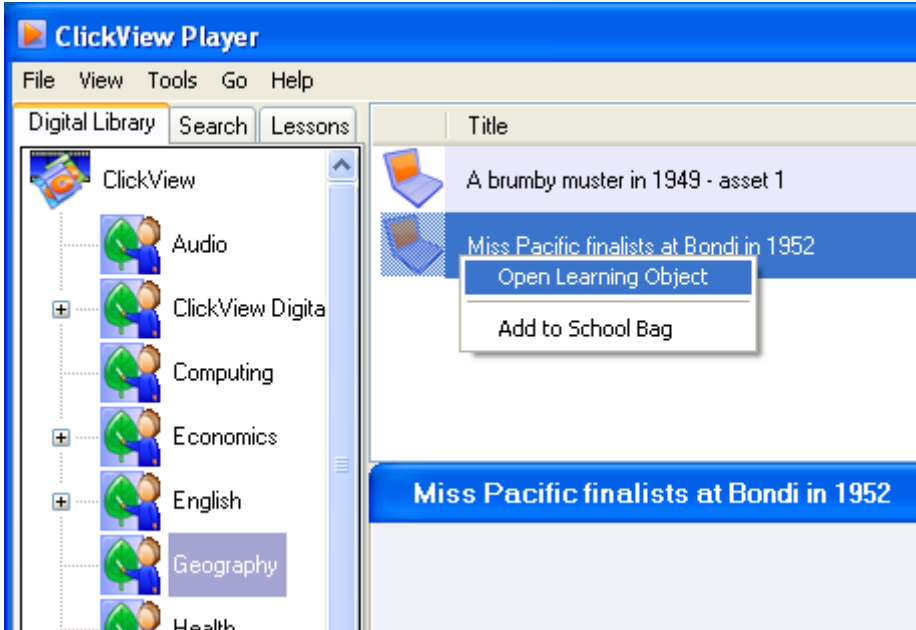 ClickView Player
File View Tools Go Help
Digital Library Search Lessons
Title
ClickView
Audio
ClickView Digita
Computing
Economics
English
Geography
Health
A brumby muster in 1949 - asset 1
Miss Pacific finalists at Bondi in 1952
Open Learning Object
Add to School Bag
Miss Pacific finalists at Bondi in 1952